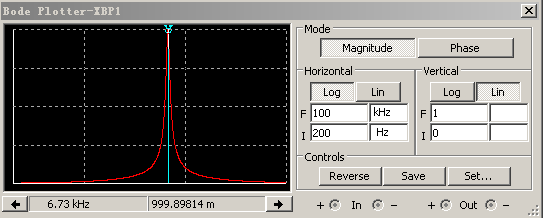 Bode Plotter-XBP1
Mode
Magnitude Phase
Horizontal Vertical
Log Lin Log Lin
F 100 kHz F 1
I 200 Hz I 0
Controls
Reverse Save Set...
6.73 kHz 999.89814 m + In - + Out -